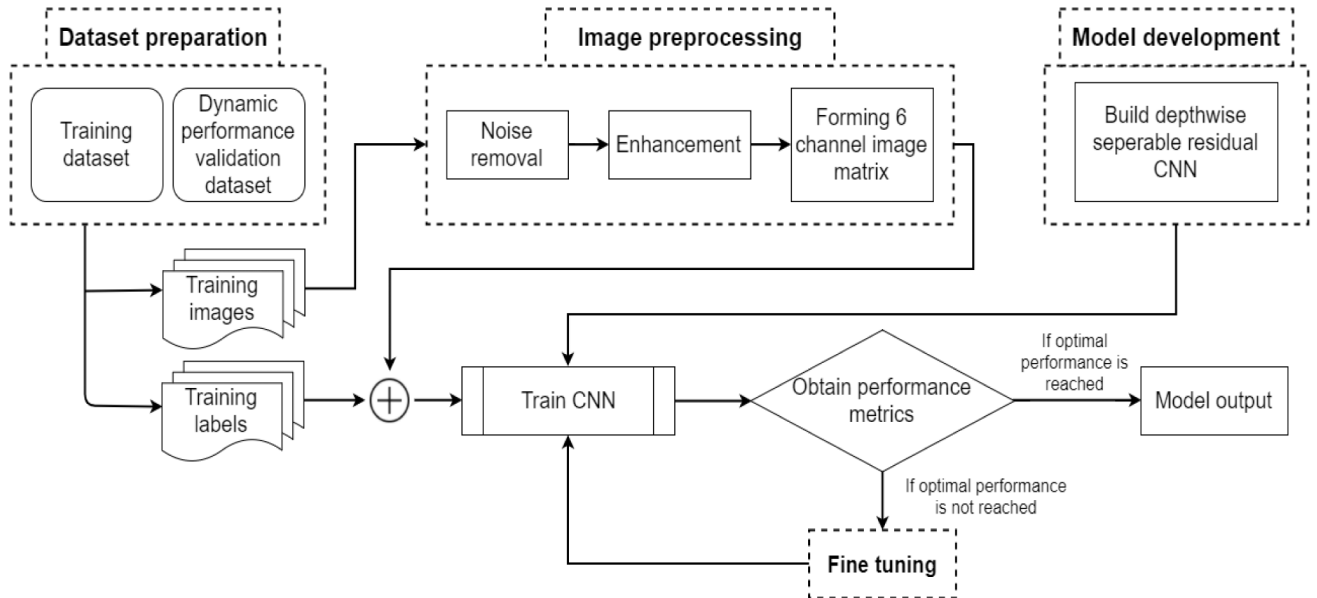 Dataset preparation
Training
dataset
Dynamic
performance
validation
dataset
Image preprocessing
Noise
removal
Enhancement
Forming 6
channel image
matrix
Model development
Build depthwise
seperable residual
CNN
Training
images
Training
labels
Train CNN
Obtain performance
metrics
If optimal
performance is
reached
Model output
If optimal performance
is not reached
Fine tuning